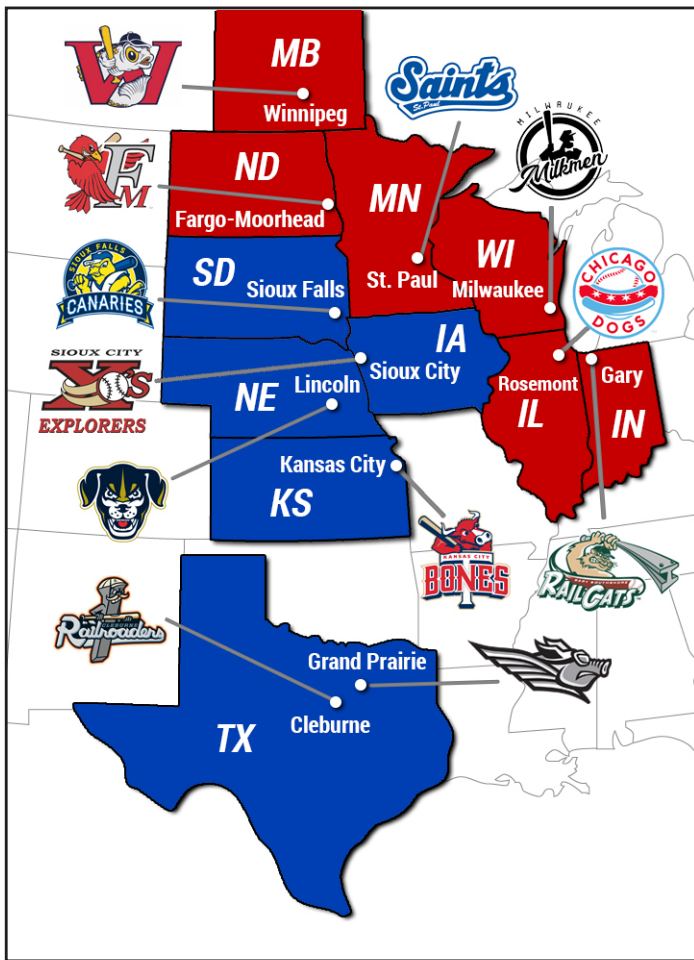 MB
Winnipeg
W
Saints
St. Paul
MILWAUKEE
Milkmen
ND
Fargo-Moorhead
FM
MN
St. Paul
WI
Milwaukee
CHICAGO
DOGS
SIOUX FALLS
CANARIES
SD
Sioux Falls
IA
Sioux City
SIOUX CITY
X'S
EXPLORERS
NE
Lincoln
Rosemont
IL
Gary
IN
Kansas City
KS
KANSAS CITY
T
BONES
RAILCATS
CLEBURNE
Railroaders
Grand Prairie
Cleburne
TX